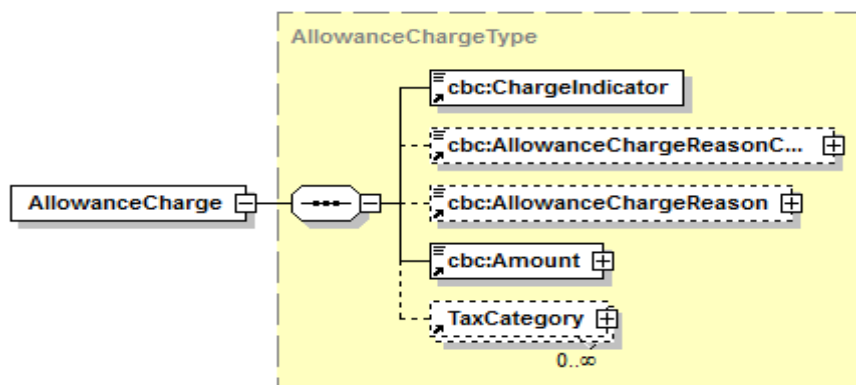 AllowanceChargeType
cbc:ChargeIndicator
cbc:AllowanceChargeReasonC...
AllowanceCharge
cbc:AllowanceChargeReason
cbc:Amount
TaxCategory
0..∞